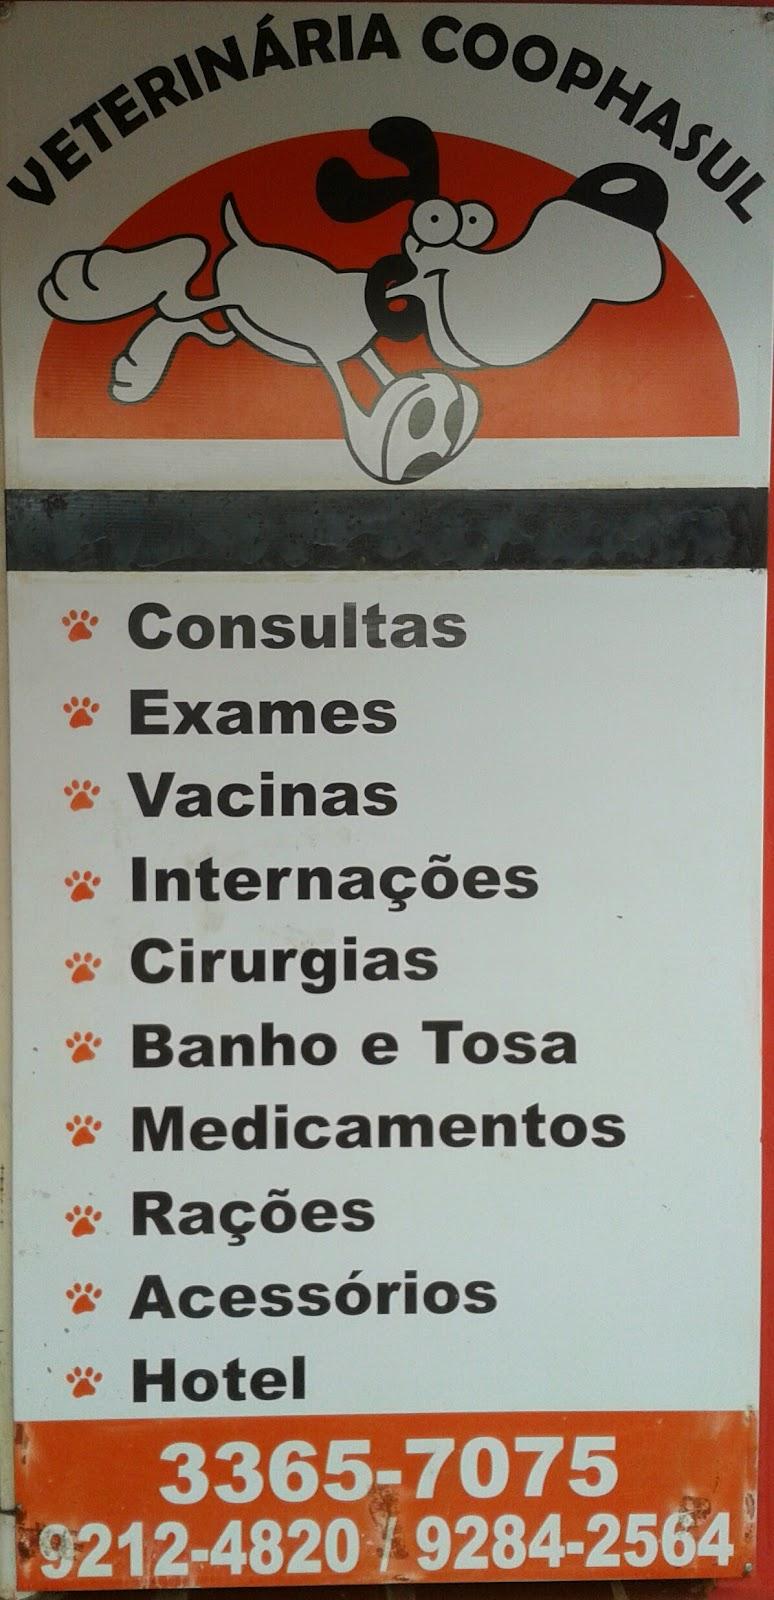 VETERINÁRIA COOPHASUL
Consultas
Exames
Vacinas
Internações
Cirurgias
Banho e Tosa
Medicamentos
Rações
Acessórios
Hotel
3365-7075
9212-4820 / 9284-2564